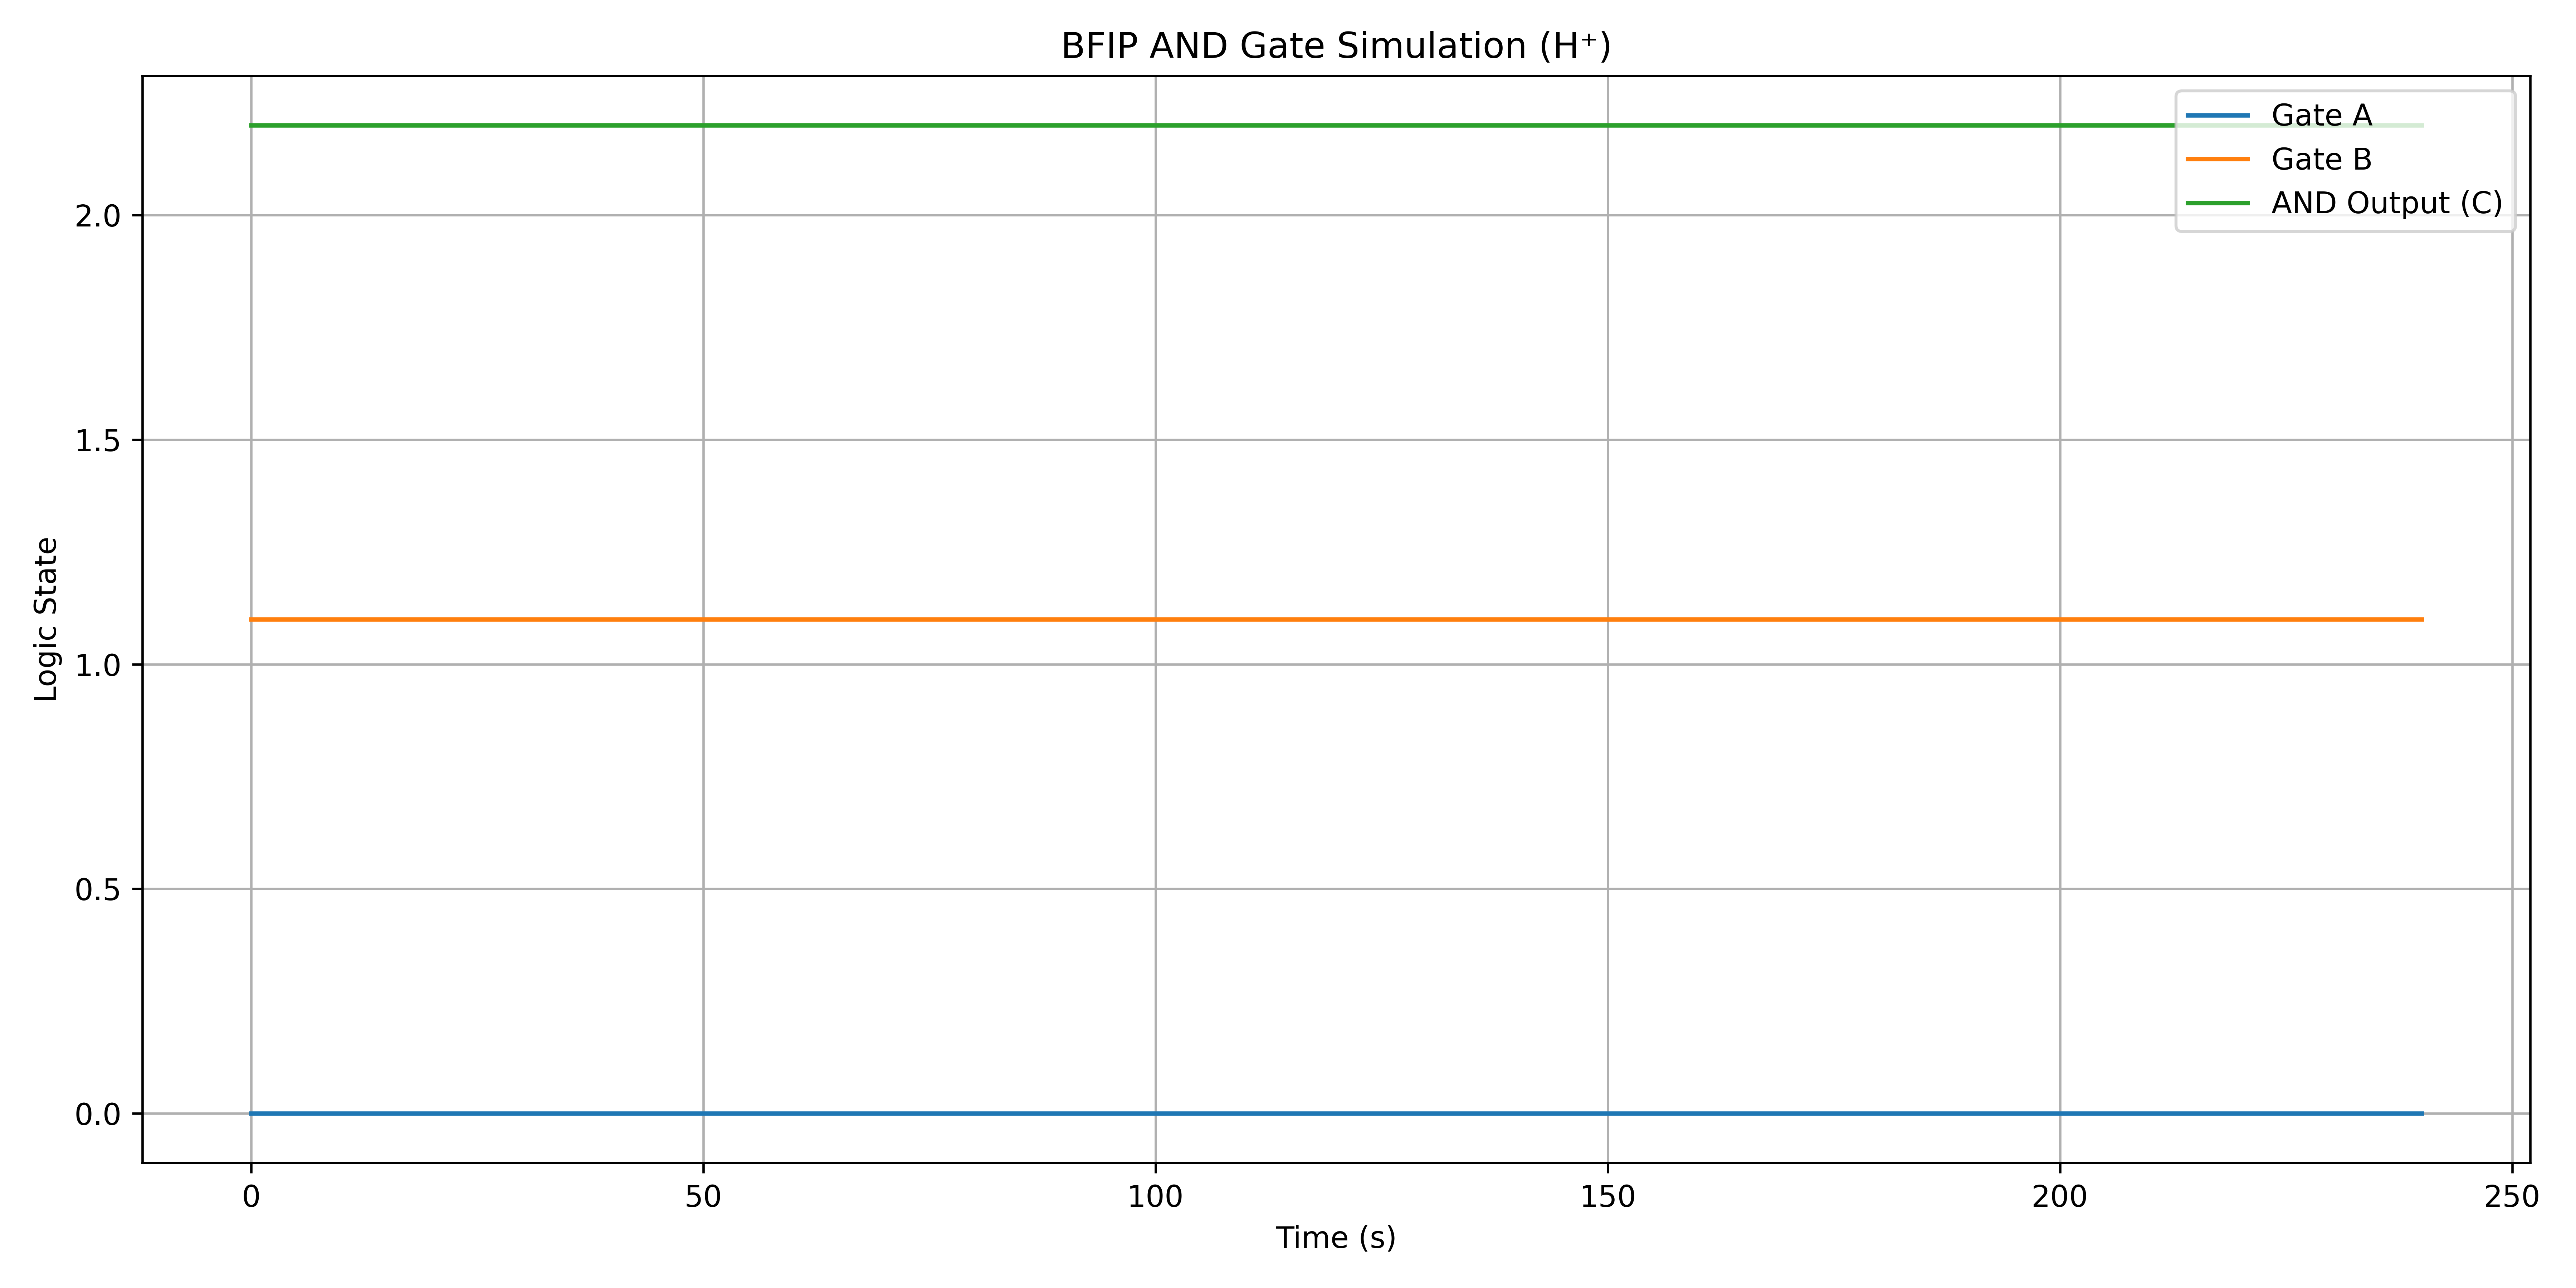 BFIP AND Gate Simulation (H⁺)
Gate A
Gate B
AND Output (C)
Logic State
2.0
1.5
1.0
0.5
0.0
0 50 100 150 200 250
Time (s)